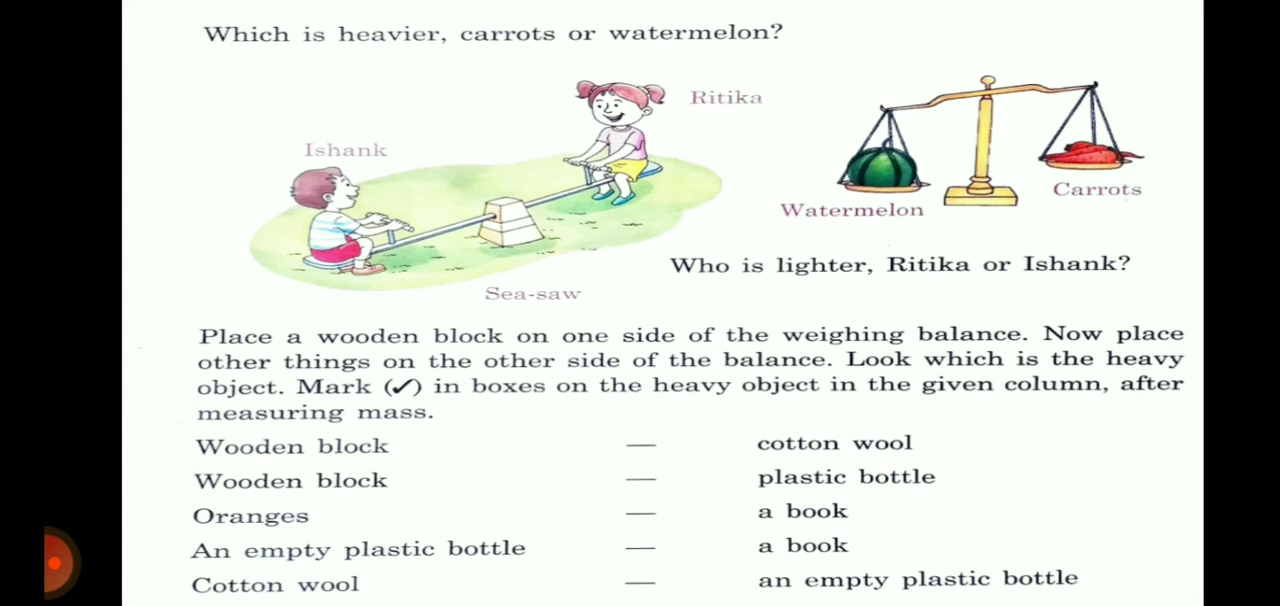 Which is heavier, carrots or watermelon?
Ritika
Ishank
Carrots
Watermelon
Who is lighter, Ritika or Ishank?
Sea-saw
Place a wooden block on one side of the weighing balance. Now place
other things on the other side of the balance. Look which is the heavy
object. Mark (✓) in boxes on the heavy object in the given column, after
measuring mass.
Wooden block — cotton wool
Wooden block — plastic bottle
Oranges — a book
An empty plastic bottle — a book
Cotton wool — an empty plastic bottle